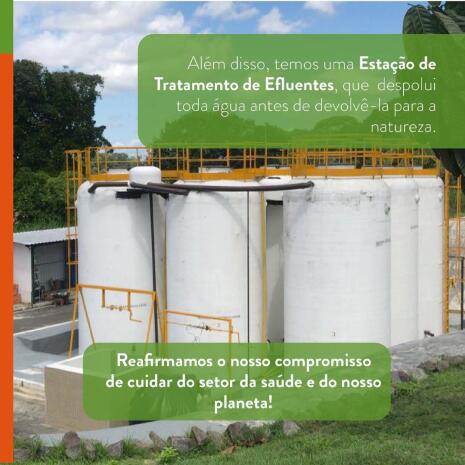 Além disso, temos uma Estação de
Tratamento de Efluentes, que despolui
toda água antes de devolvê-la para a
natureza.
Reafirmamos o nosso compromisso
de cuidar do setor da saúde e do nosso
planeta!